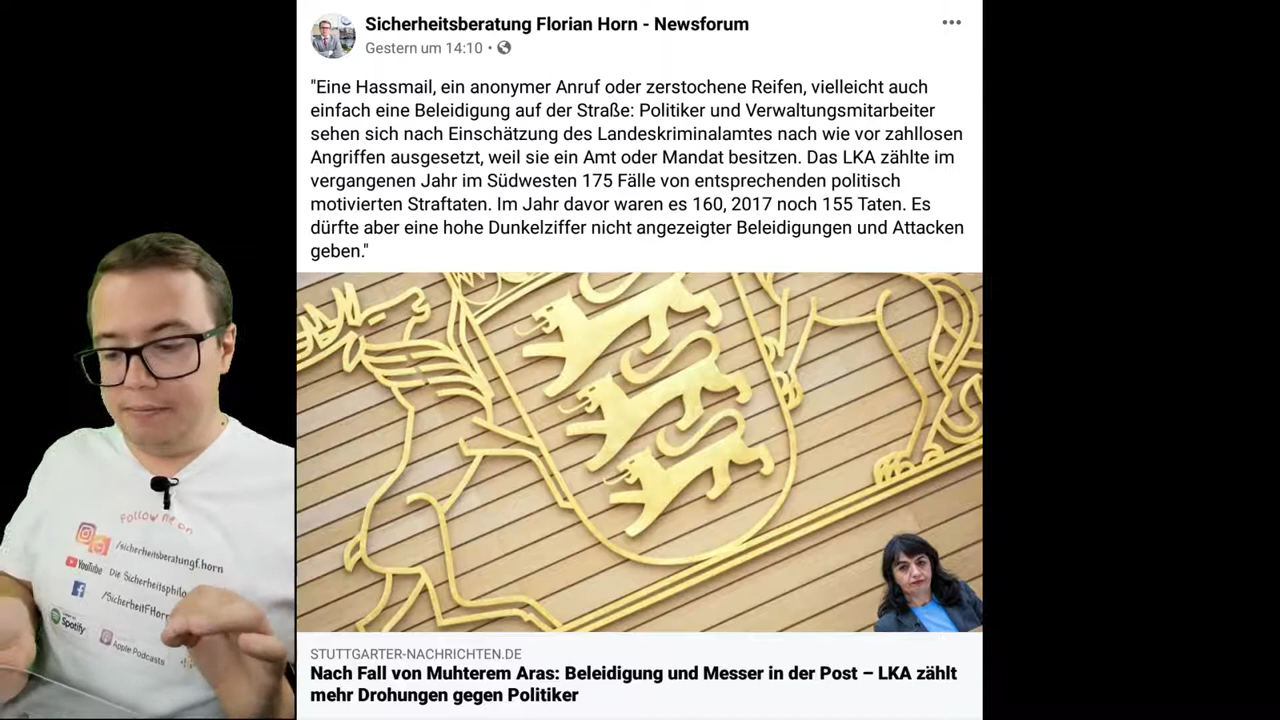 Sicherheitsberatung Florian Horn - Newsforum
Gestern um 14:10 •
"Eine Hassmail, ein anonymer Anruf oder zerstochene Reifen, vielleicht auch
einfach eine Beleidigung auf der Straße: Politiker und Verwaltungsmitarbeiter
sehen sich nach Einschätzung des Landeskriminalamtes nach wie vor zahllosen
Angriffen ausgesetzt, weil sie ein Amt oder Mandat besitzen. Das LKA zählte im
vergangenen Jahr im Südwesten 175 Fälle von entsprechenden politisch
motivierten Straftaten. Im Jahr davor waren es 160, 2017 noch 155 Taten. Es
dürfte aber eine hohe Dunkelziffer nicht angezeigter Beleidigungen und Attacken
geben."
STUTTGARTER-NACHRICHTEN.DE
Nach Fall von Muhterem Aras: Beleidigung und Messer in der Post – LKA zählt
mehr Drohungen gegen Politiker
Follow me on
/sicherheitsberatungf.horn
YouTube Die Sicherheitsphilo
/SicherheitFHorn
Spotify
Apple Podcasts